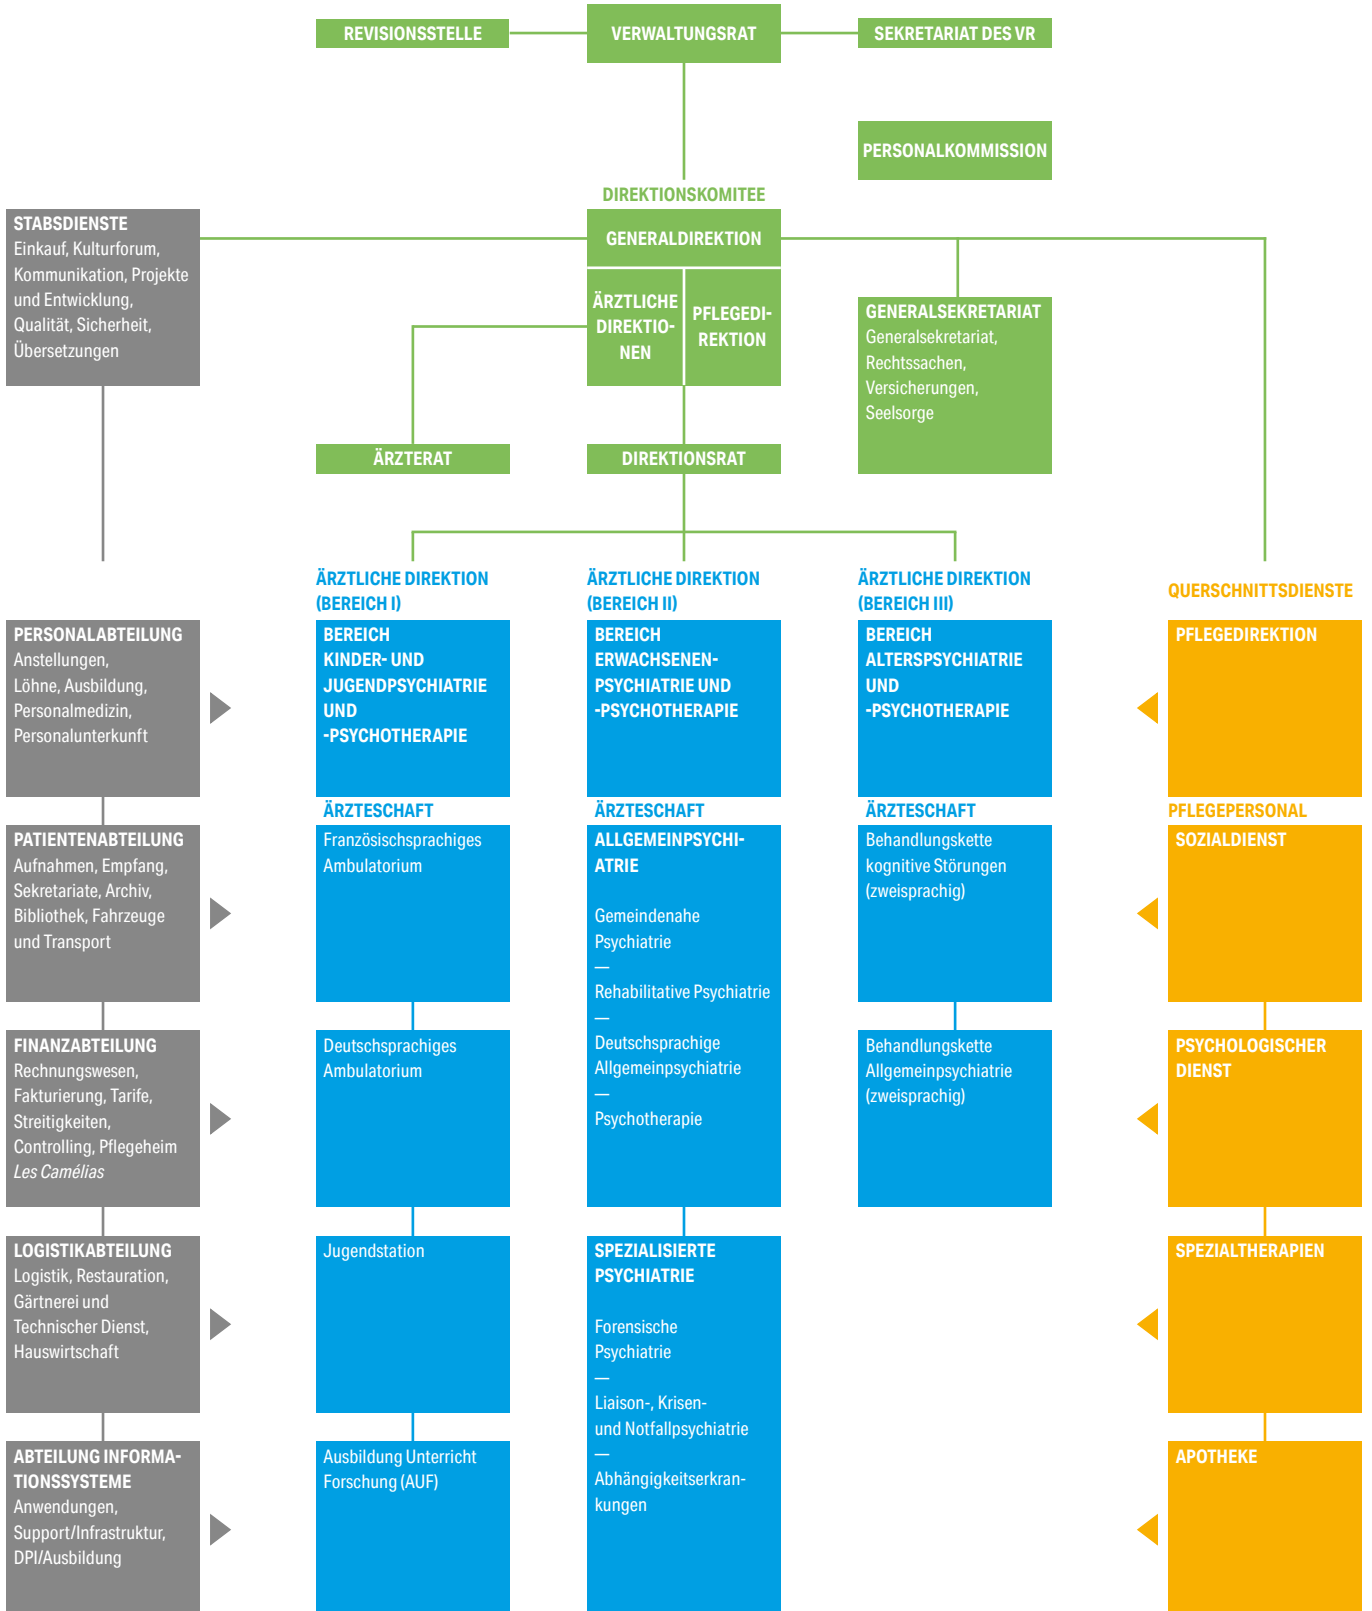 REVISIONSSTELLE
VERWALTUNGSRAT
SEKRETARIAT DES VR
PERSONALKOMMISSION
DIREKTIONSKOMITEE
GENERALDIREKTION
ÄRZTLICHE
DIREKTIO-
NEN
PFLEGEDI-
REKTION
STABSDIENSTE
Einkauf, Kulturforum,
Kommunikation, Projekte
und Entwicklung,
Qualität, Sicherheit,
Übersetzungen
GENERALSEKRETARIAT
Generalsekretariat,
Rechtssachen,
Versicherungen,
Seelsorge
ÄRZTERAT
DIREKTIONSRAT
PERSONALABTEILUNG
Anstellungen,
Löhne, Ausbildung,
Personalmedizin,
Personalunterkunft
PATIENTENABTEILUNG
Aufnahmen, Empfang,
Sekretariate, Archiv,
Bibliothek, Fahrzeuge
und Transport
FINANZABTEILUNG
Rechnungswesen,
Fakturierung, Tarife,
Streitigkeiten,
Controlling, Pflegeheim
Les Camélias
LOGISTIKABTEILUNG
Logistik, Restauration,
Gärtnerei und
Technischer Dienst,
Hauswirtschaft
ABTEILUNG INFORMA-
TIONSSYSTEME
Anwendungen,
Support/Infrastruktur,
DPI/Ausbildung
ÄRZTLICHE DIREKTION
(BEREICH I)
BEREICH
KINDER- UND
JUGENDPSYCHIATRIE
UND
-PSYCHOTHERAPIE
ÄRZTESCHAFT
Französischsprachiges
Ambulatorium
Deutschsprachiges
Ambulatorium
Jugendstation
Ausbildung Unterricht
Forschung (AUF)
ÄRZTLICHE DIREKTION
(BEREICH II)
BEREICH
ERWACHSENEN-
PSYCHIATRIE UND
-PSYCHOTHERAPIE
ÄRZTESCHAFT
ALLGEMEINPSYCHI-
ATRIE
Gemeindenahe
Psychiatrie
—
Rehabilitative Psychiatrie
—
Deutschsprachige
Allgemeinpsychiatrie
—
Psychotherapie
SPEZIALISIERTE
PSYCHIATRIE
Forensische
Psychiatrie
—
Liaison-, Krisen-
und Notfallpsychiatrie
—
Abhängigkeitserkran-
kungen
ÄRZTLICHE DIREKTION
(BEREICH III)
BEREICH
ALTERSPSYCHIATRIE
UND
-PSYCHOTHERAPIE
ÄRZTESCHAFT
Behandlungskette
kognitive Störungen
(zweisprachig)
Behandlungskette
Allgemeinpsychiatrie
(zweisprachig)
QUERSCHNITTSDIENSTE
PFLEGEDIREKTION
PFLEGEPERSONAL
SOZIALDIENST
PSYCHOLOGISCHER
DIENST
SPEZIALTHERAPIEN
APOTHEKE